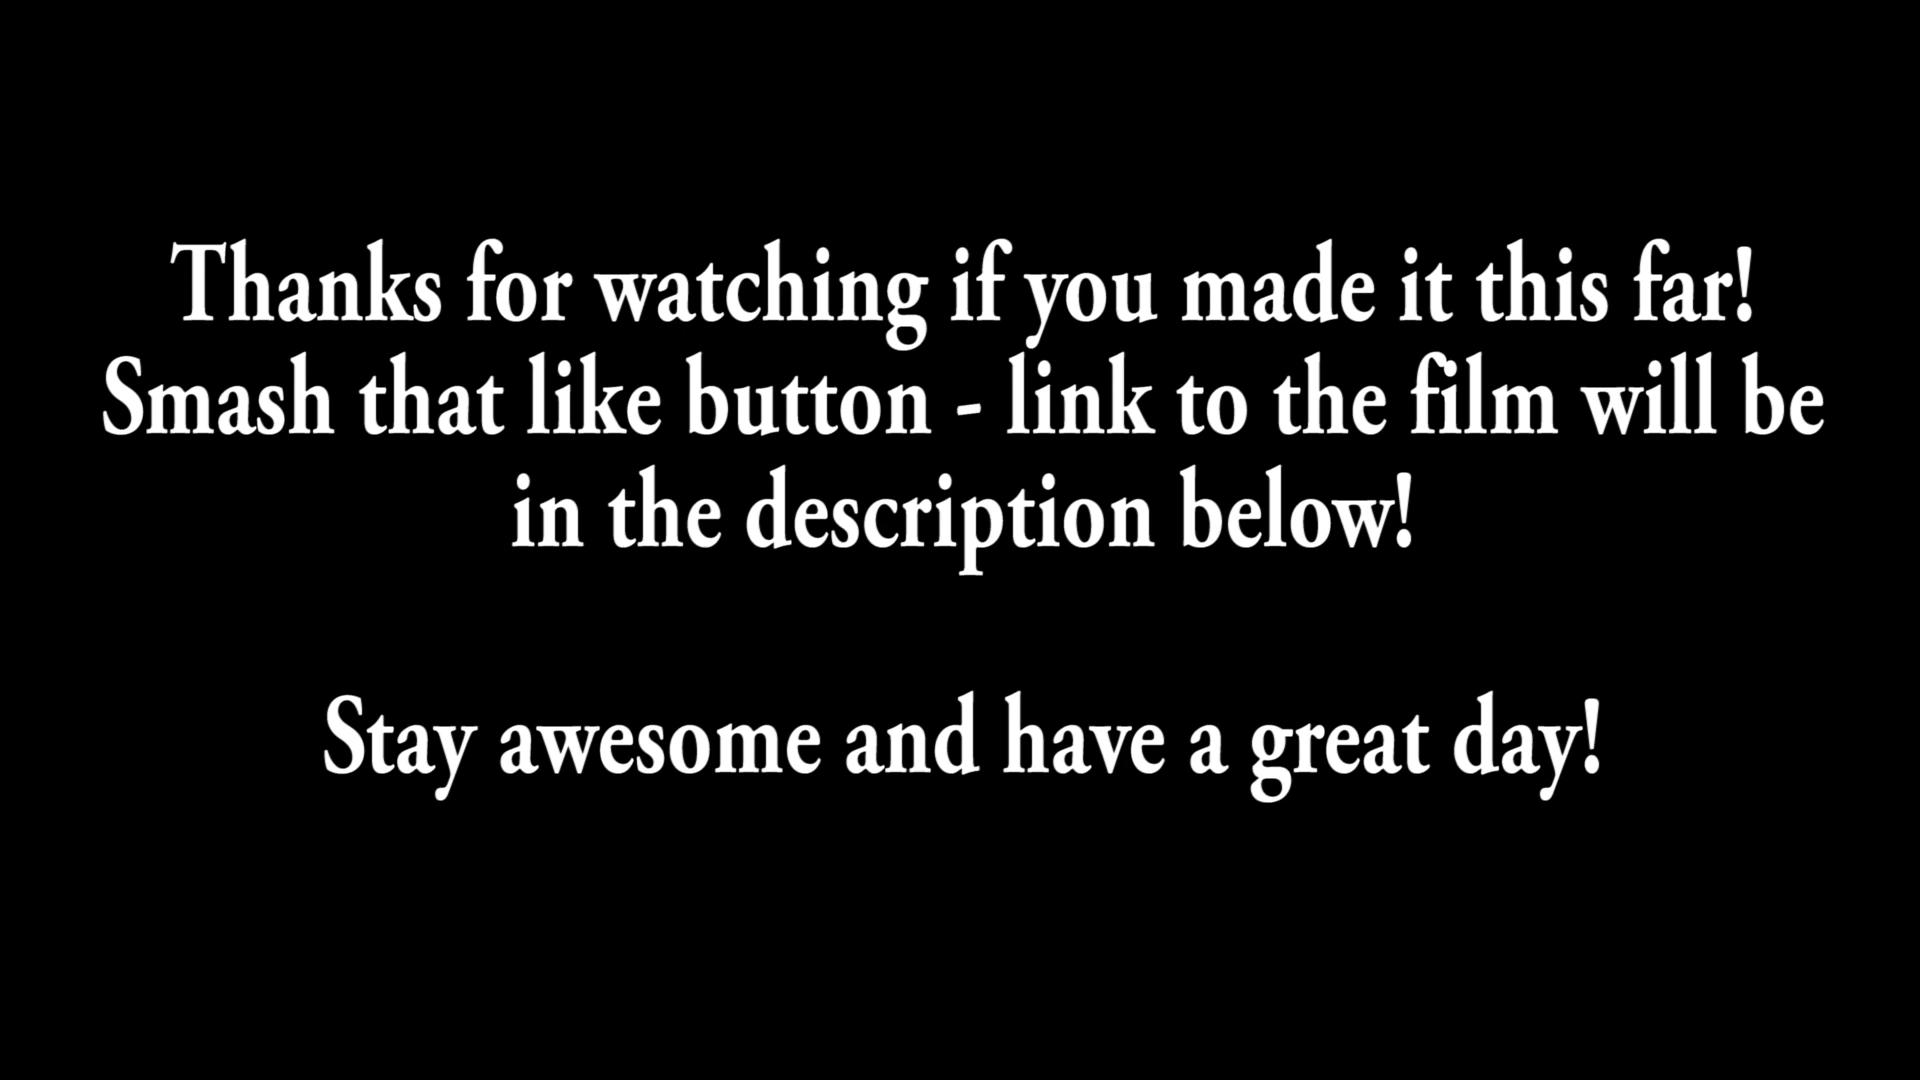 Thanks for watching if you made it this far!
Smash that like button - link to the film will be
in the description below!
Stay awesome and have a great day!